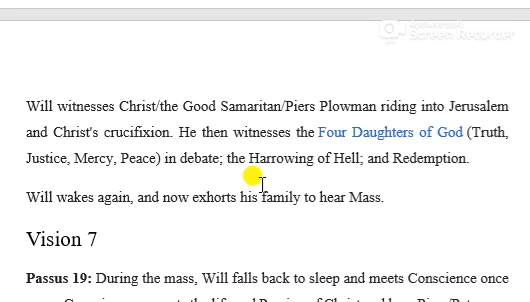 Apowersoft
Screen Recorder
Will witnesses Christ/the Good Samaritan/Piers Plowman riding into Jerusalem
and Christ's crucifixion. He then witnesses the Four Daughters of God (Truth,
Justice, Mercy, Peace) in debate; the Harrowing of Hell; and Redemption.
Will wakes again, and now exhorts his family to hear Mass.
Vision 7
Passus 19: During the mass, Will falls back to sleep and meets Conscience once